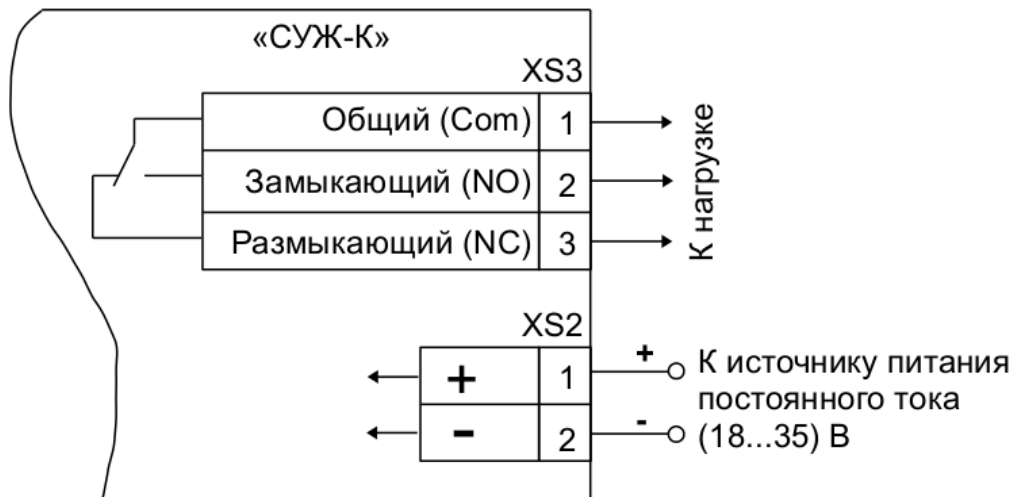 «СУЖ-К»
XS3
Общий (Com) 1
Замыкающий (NO) 2
Размыкающий (NC) 3
К нагрузке
XS2
+ 1 +
- 2 -
К источнику питания
постоянного тока
(18...35) В